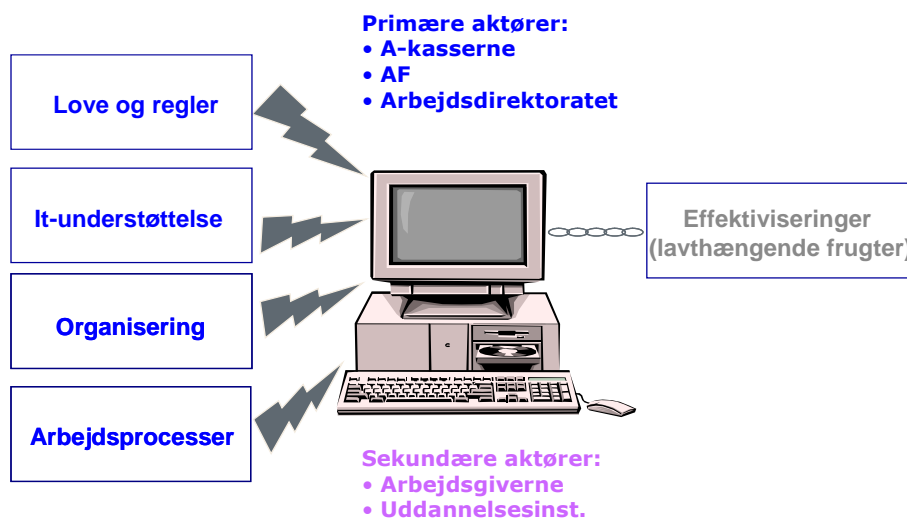 Primære aktører:
• A-kasserne
• AF
• Arbejdsdirektoratet
Love og regler
It-understøttelse
Organisering
Arbejdsprocesser
Effektiviseringer
(lavthængende frugter)
Sekundære aktører:
• Arbejdsgiverne
• Uddannelsesinst.